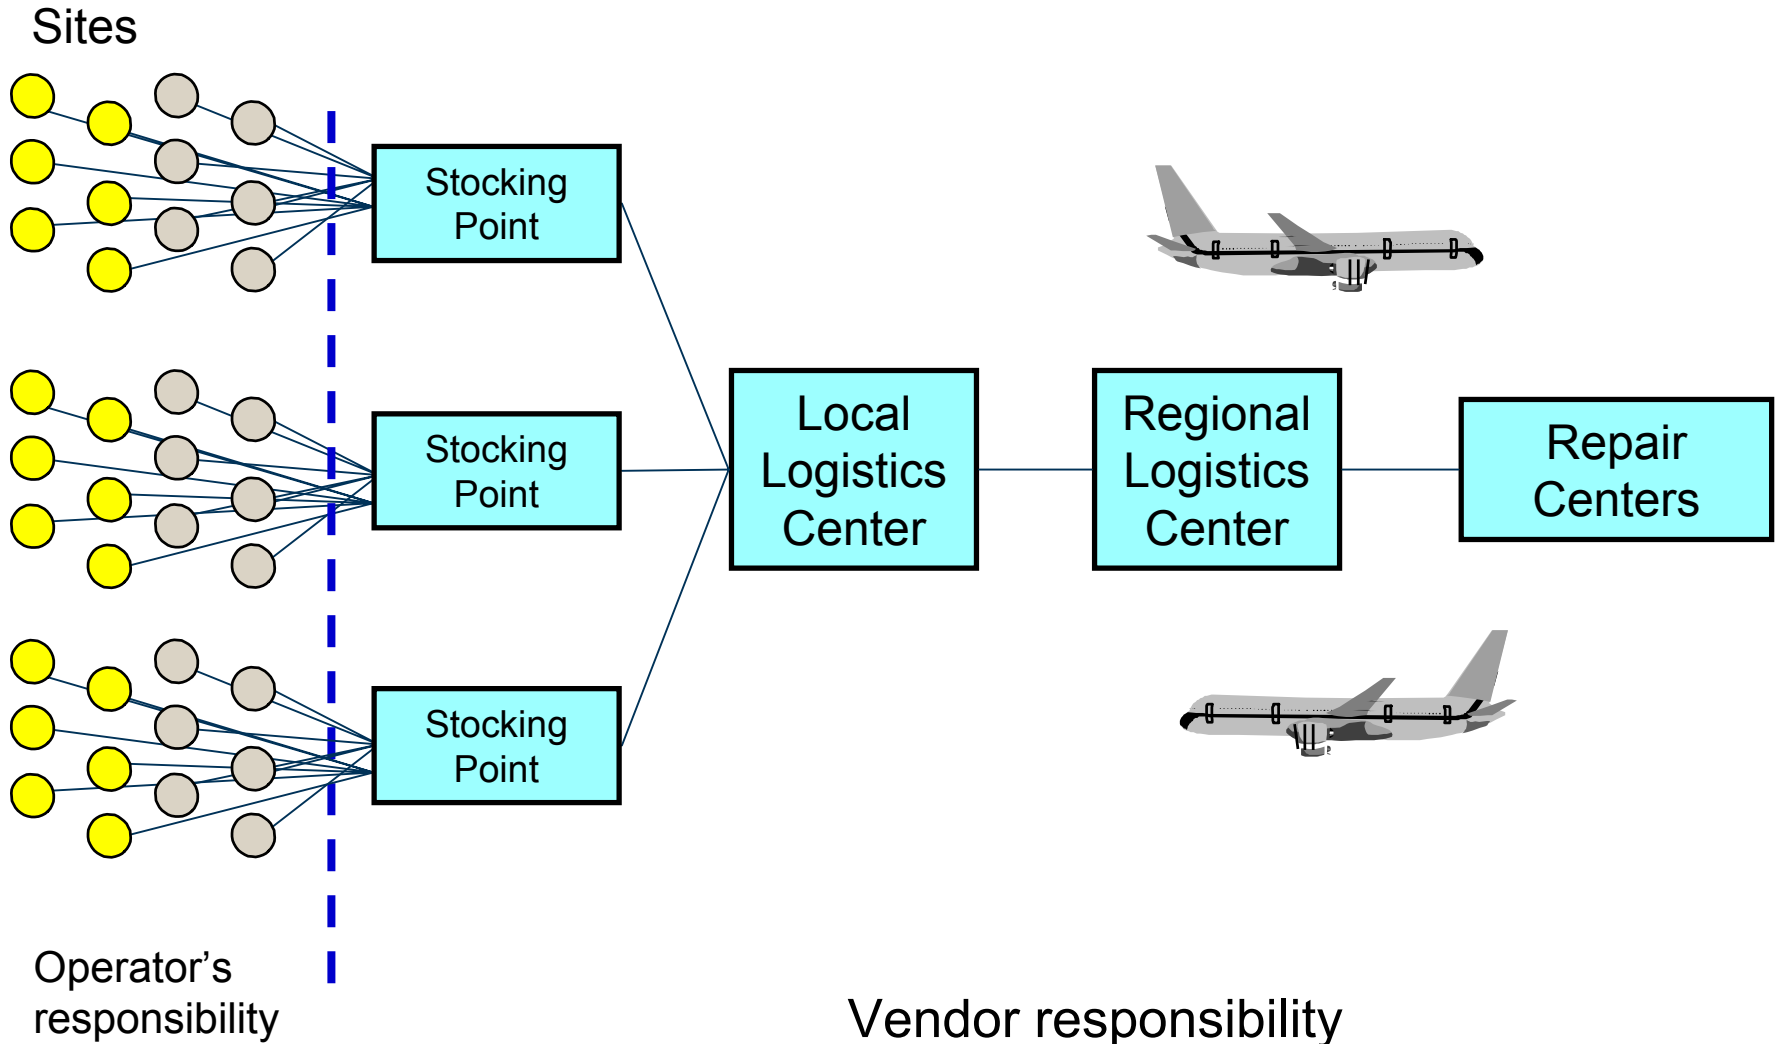 Sites
Stocking
Point
Stocking
Point
Stocking
Point
Local
Logistics
Center
Regional
Logistics
Center
Repair
Centers
Operator’s
responsibility
Vendor responsibility